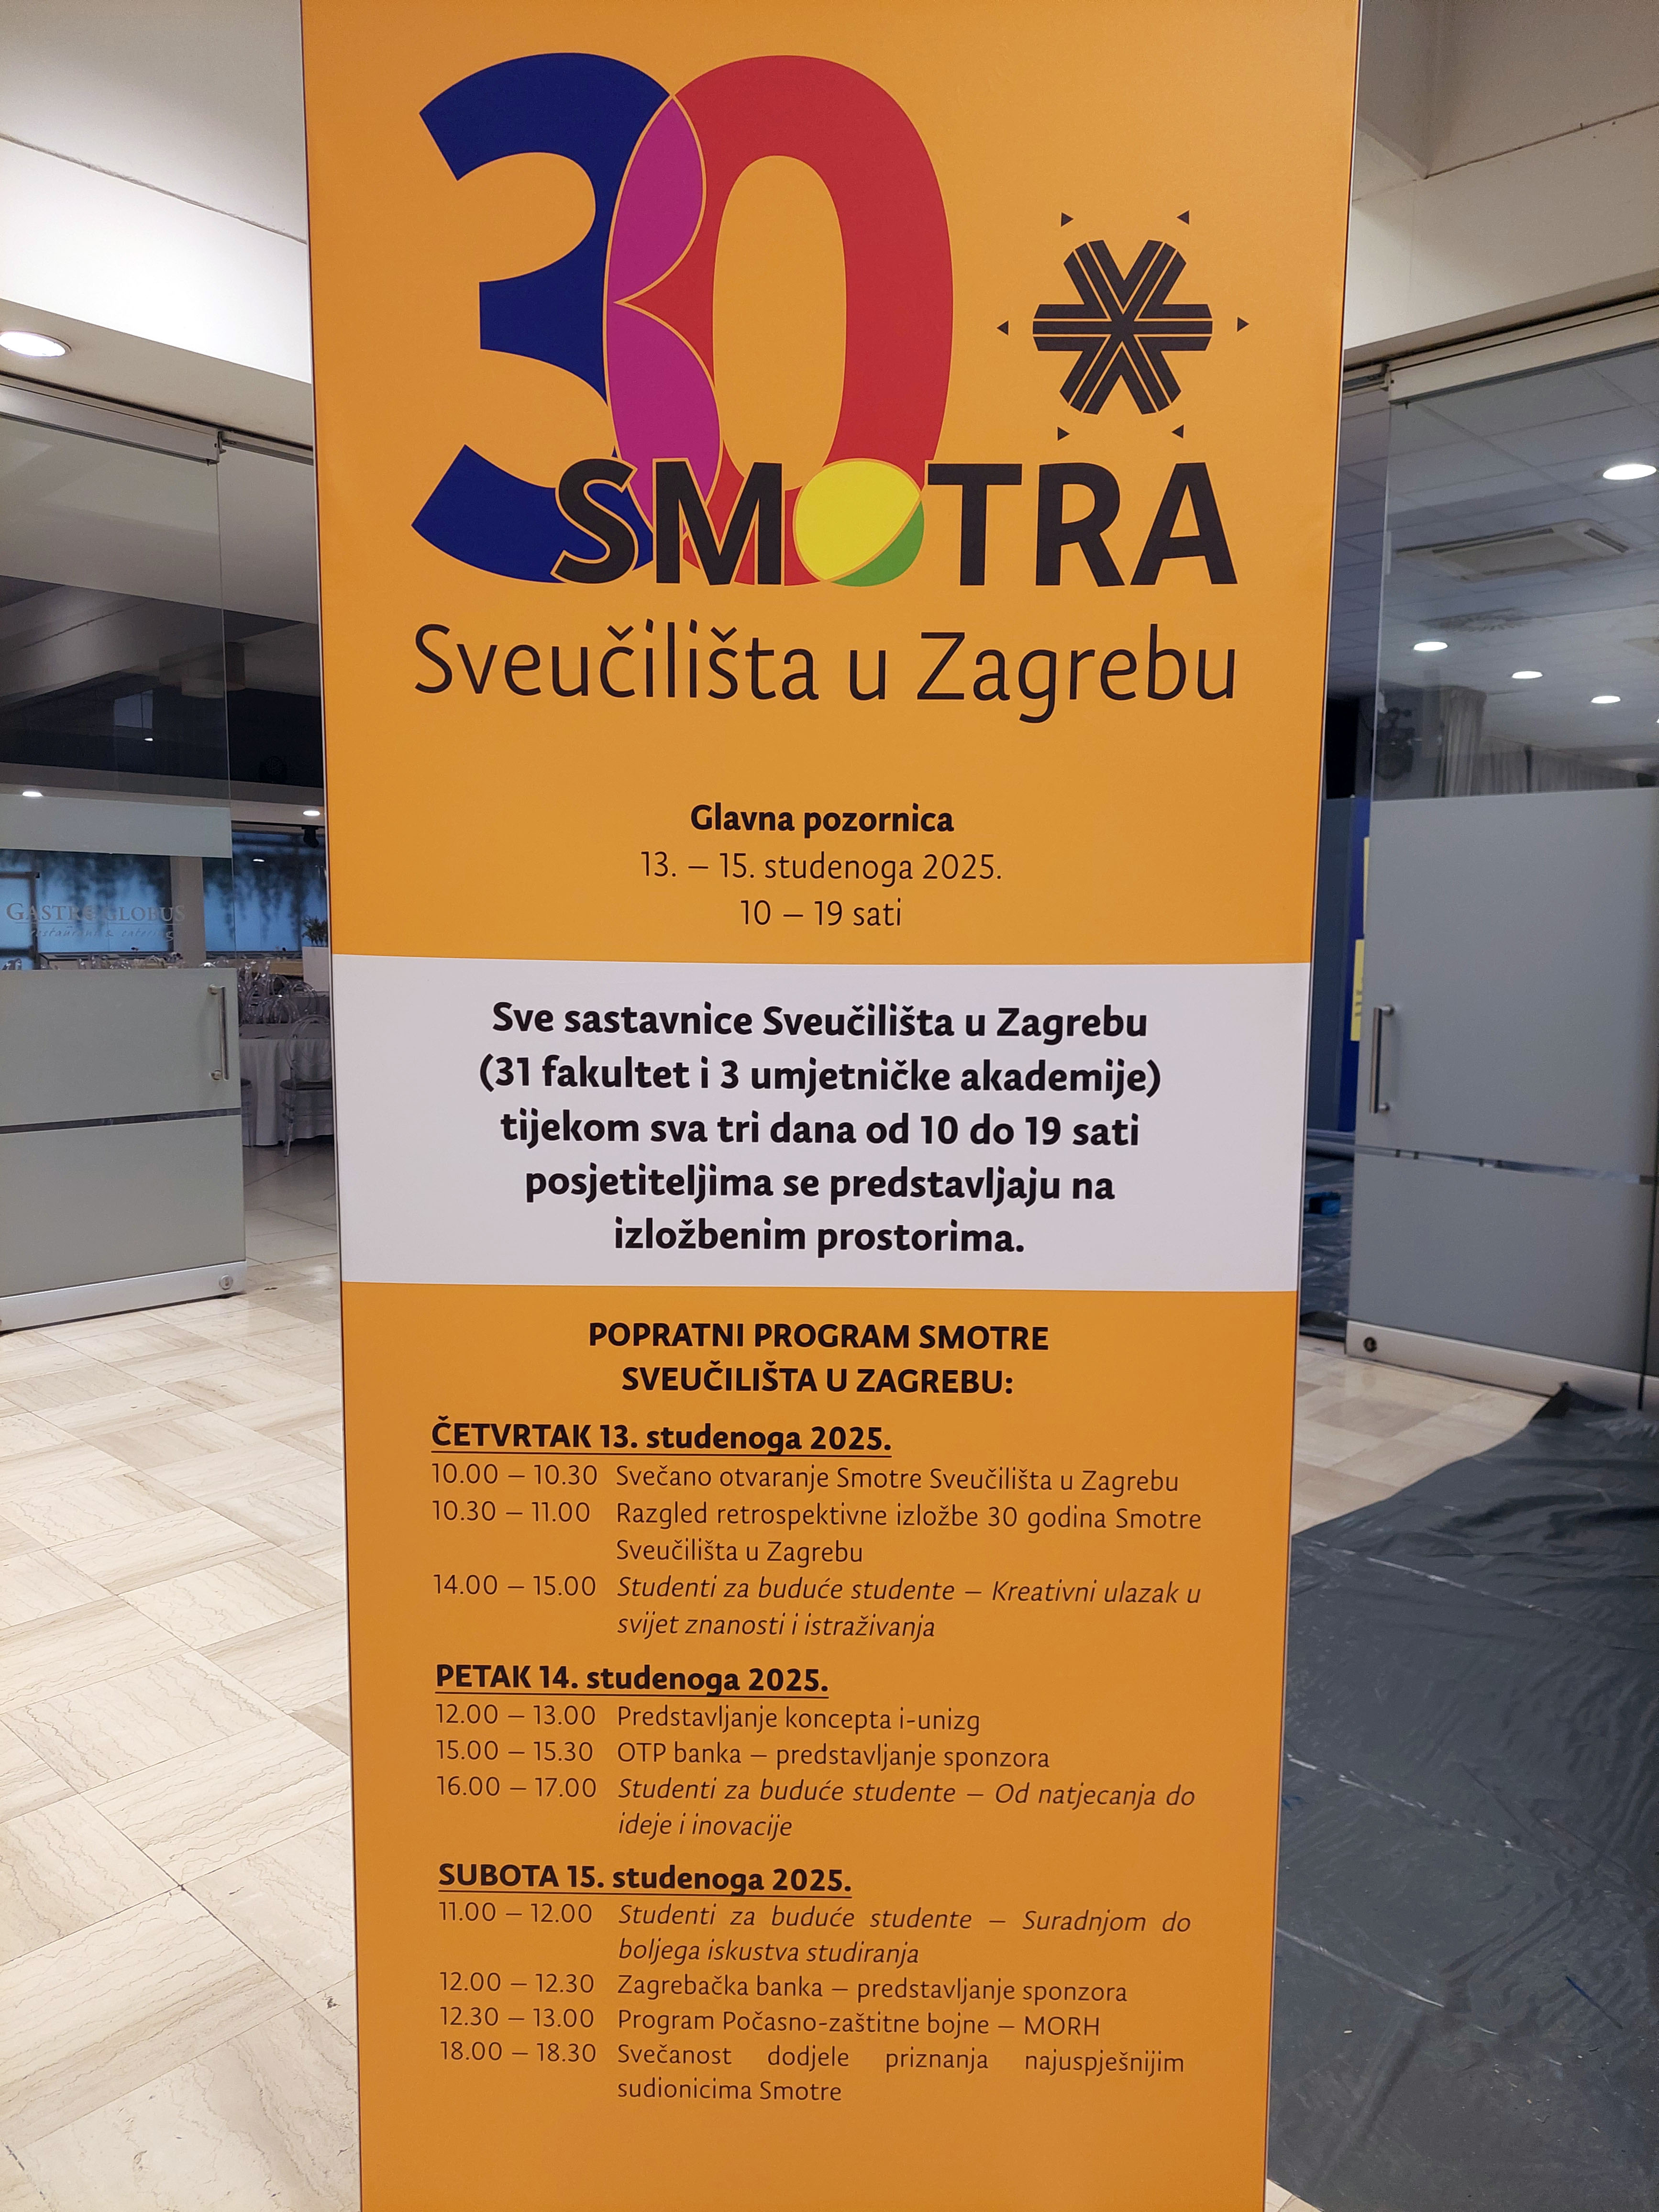 30
SMOTRA
Sveučilišta u Zagrebu
Glavna pozornica
13. – 15. studenoga 2025.
10 – 19 sati
GASTRO GLOBUS
restaurant & catering
Sve sastavnice Sveučilišta u Zagrebu
(31 fakultet i 3 umjetničke akademije)
tijekom sva tri dana od 10 do 19 sati
posjetiteljima se predstavljaju na
izložbenim prostorima.
POPRATNI PROGRAM SMOTRE
SVEUČILIŠTA U ZAGREBU:
ČETVRTAK 13. studenoga 2025.
10.00 – 10.30 Svečano otvaranje Smotre Sveučilišta u Zagrebu
10.30 – 11.00 Razgled retrospektivne izložbe 30 godina Smotre
Sveučilišta u Zagrebu
14.00 – 15.00 Studenti za buduće studente – Kreativni ulazak u
svijet znanosti i istraživanja
PETAK 14. studenoga 2025.
12.00 – 13.00 Predstavljanje koncepta i-unizg
15.00 – 15.30 OTP banka – predstavljanje sponzora
16.00 – 17.00 Studenti za buduće studente – Od natjecanja do
ideje i inovacije
SUBOTA 15. studenoga 2025.
11.00 – 12.00 Studenti za buduće studente – Suradnjom do
boljega iskustva studiranja
12.00 – 12.30 Zagrebačka banka – predstavljanje sponzora
12.30 – 13.00 Program Počasno-zaštitne bojne – MORH
18.00 – 18.30 Svečanost dodjele priznanja najuspješnijim
sudionicima Smotre